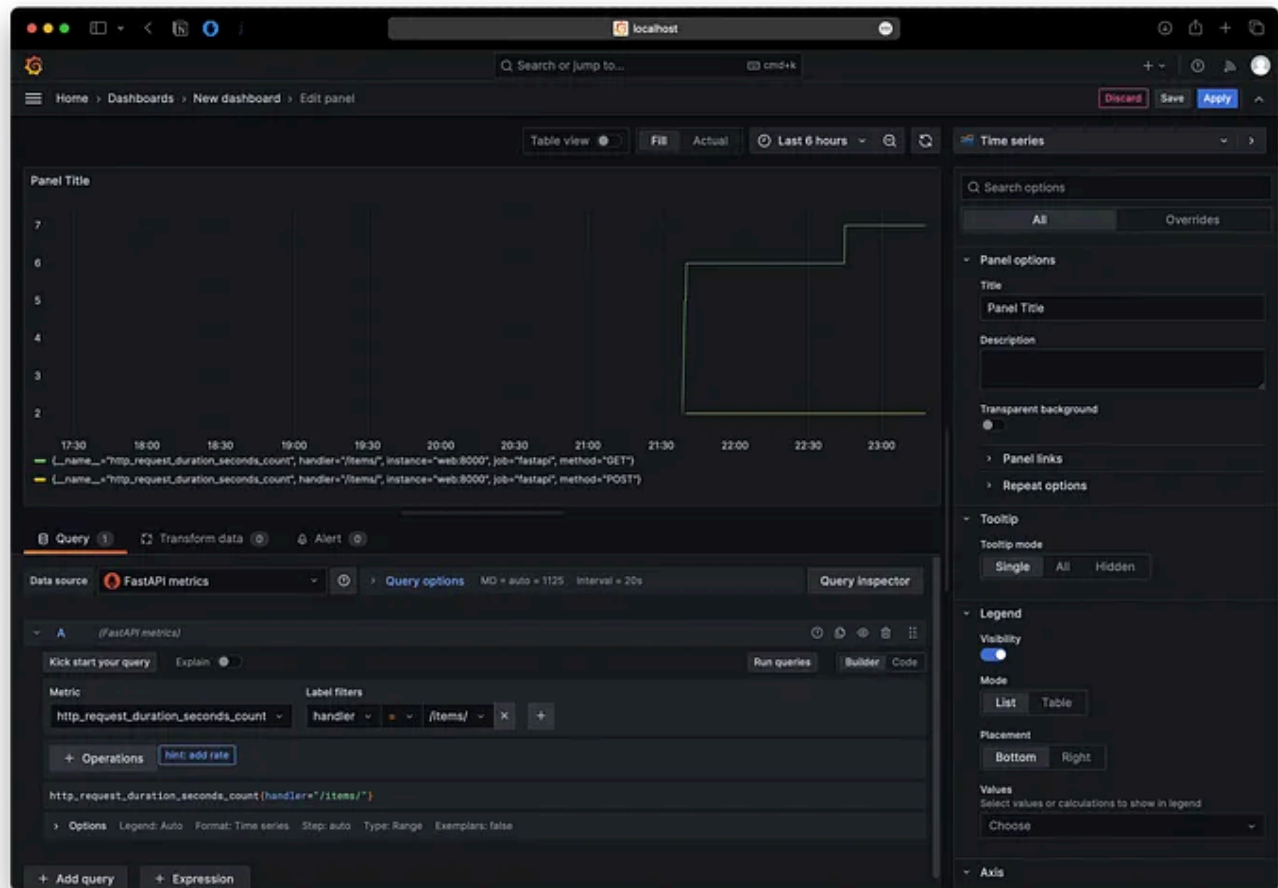 localhost
Search or jump to... cmd+k
Home › Dashboards › New dashboard › Edit panel
Discard Save Apply
Table view Fill Actual Last 6 hours
Time series
Panel Title
7
6
5
4
3
2
17:30 18:00 18:30 19:00 19:30 20:00 20:30 21:00 21:30 22:00 22:30 23:00
{__name__="http_request_duration_seconds_count", handler="/items/", instance="web:8000", job="fastapi", method="GET"}
{__name__="http_request_duration_seconds_count", handler="/items/", instance="web:8000", job="fastapi", method="POST"}
Query 1 Transform data 0 Alert 0
Data source FastAPI metrics Query options MD = auto = 1125 Interval = 20s Query inspector
A (FastAPI metrics)
Kick start your query Explain Run queries Builder Code
Metric Label filters
http_request_duration_seconds_count handler = /items/ × +
+ Operations hint: add rate
http_request_duration_seconds_count{handler="/items/"}
Options Legend: Auto Format: Time series Step: auto Type: Range Exemplars: false
+ Add query + Expression
Search options
All Overrides
Panel options
Title
Panel Title
Description
Transparent background
Panel links
Repeat options
Tooltip
Tooltip mode
Single All Hidden
Legend
Visibility
Mode
List Table
Placement
Bottom Right
Values
Select values or calculations to show in legend
Choose
Axis